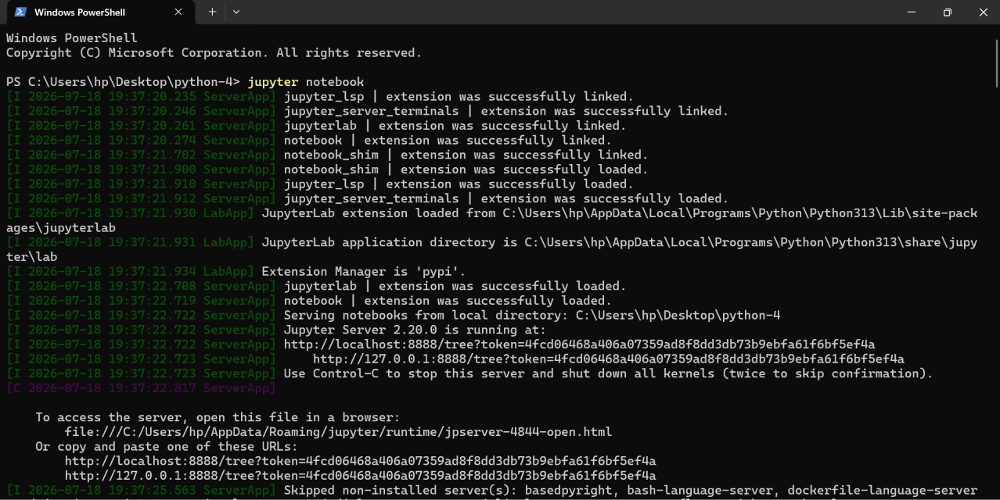 Windows PowerShell
Windows PowerShell
Copyright (C) Microsoft Corporation. All rights reserved.
PS C:\Users\hp\Desktop\python-4> jupyter notebook
[I 2026-07-18 19:37:20.235 ServerApp] jupyter_lsp | extension was successfully linked.
[I 2026-07-18 19:37:20.246 ServerApp] jupyter_server_terminals | extension was successfully linked.
[I 2026-07-18 19:37:20.261 ServerApp] jupyterlab | extension was successfully linked.
[I 2026-07-18 19:37:20.274 ServerApp] notebook | extension was successfully linked.
[I 2026-07-18 19:37:21.702 ServerApp] notebook_shim | extension was successfully linked.
[I 2026-07-18 19:37:21.900 ServerApp] notebook_shim | extension was successfully loaded.
[I 2026-07-18 19:37:21.910 ServerApp] jupyter_lsp | extension was successfully loaded.
[I 2026-07-18 19:37:21.912 ServerApp] jupyter_server_terminals | extension was successfully loaded.
[I 2026-07-18 19:37:21.930 LabApp] JupyterLab extension loaded from C:\Users\hp\AppData\Local\Programs\Python\Python313\Lib\site-pack
ages\jupyterlab
[I 2026-07-18 19:37:21.931 LabApp] JupyterLab application directory is C:\Users\hp\AppData\Local\Programs\Python\Python313\share\jupy
ter\lab
[I 2026-07-18 19:37:21.934 LabApp] Extension Manager is 'pypi'.
[I 2026-07-18 19:37:22.708 ServerApp] jupyterlab | extension was successfully loaded.
[I 2026-07-18 19:37:22.719 ServerApp] notebook | extension was successfully loaded.
[I 2026-07-18 19:37:22.722 ServerApp] Serving notebooks from local directory: C:\Users\hp\Desktop\python-4
[I 2026-07-18 19:37:22.722 ServerApp] Jupyter Server 2.20.0 is running at:
[I 2026-07-18 19:37:22.722 ServerApp] http://localhost:8888/tree?token=4fcd06468a406a07359ad8f8dd3db73b9ebfa61f6bf5ef4a
[I 2026-07-18 19:37:22.723 ServerApp]     http://127.0.0.1:8888/tree?token=4fcd06468a406a07359ad8f8dd3db73b9ebfa61f6bf5ef4a
[I 2026-07-18 19:37:22.723 ServerApp] Use Control-C to stop this server and shut down all kernels (twice to skip confirmation).
[C 2026-07-18 19:37:22.817 ServerApp]
To access the server, open this file in a browser:
file:///C:/Users/hp/AppData/Roaming/jupyter/runtime/jpserver-4844-open.html
Or copy and paste one of these URLs:
http://localhost:8888/tree?token=4fcd06468a406a07359ad8f8dd3db73b9ebfa61f6bf5ef4a
http://127.0.0.1:8888/tree?token=4fcd06468a406a07359ad8f8dd3db73b9ebfa61f6bf5ef4a
[I 2026-07-18 19:37:25.563 ServerApp] Skipped non-installed server(s): basedpyright, bash-language-server, dockerfile-language-server